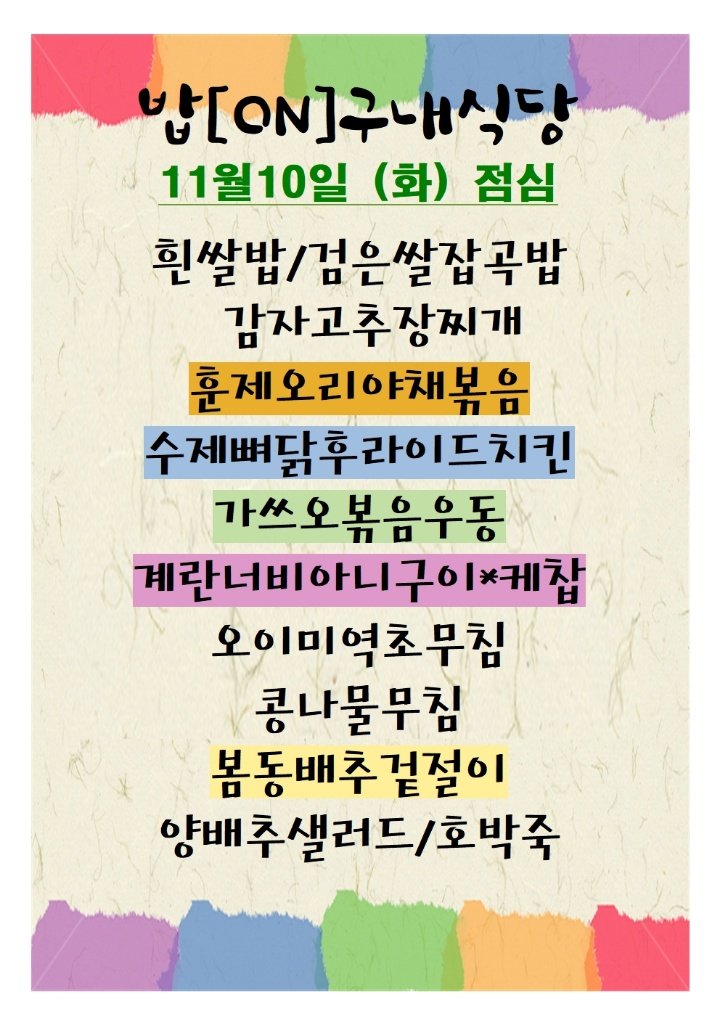 밥[ON]구내식당
11월10일 (화) 점심
흰쌀밥/검은쌀잡곡밥
감자고추장찌개
훈제오리야채볶음
수제뼈닭후라이드치킨
가쓰오볶음우동
계란너비아니구이*케찹
오이미역초무침
콩나물무침
봄동배추겉절이
양배추샐러드/호박죽